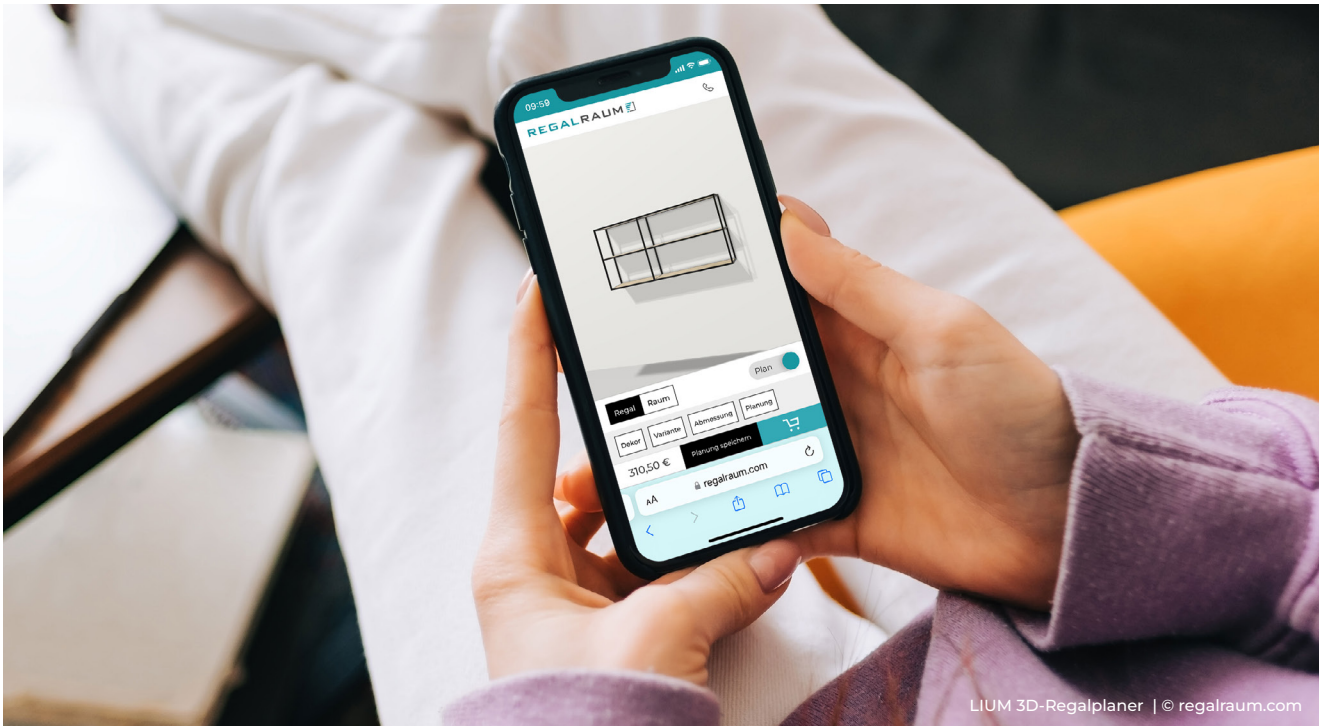 09:59
REGALRAUM
Regal Raum
Plan
Dekor Variante Abmessung Planung
310,50 € Planung speichern
AA regalraum.com
LIUM 3D-Regalplaner | © regalraum.com